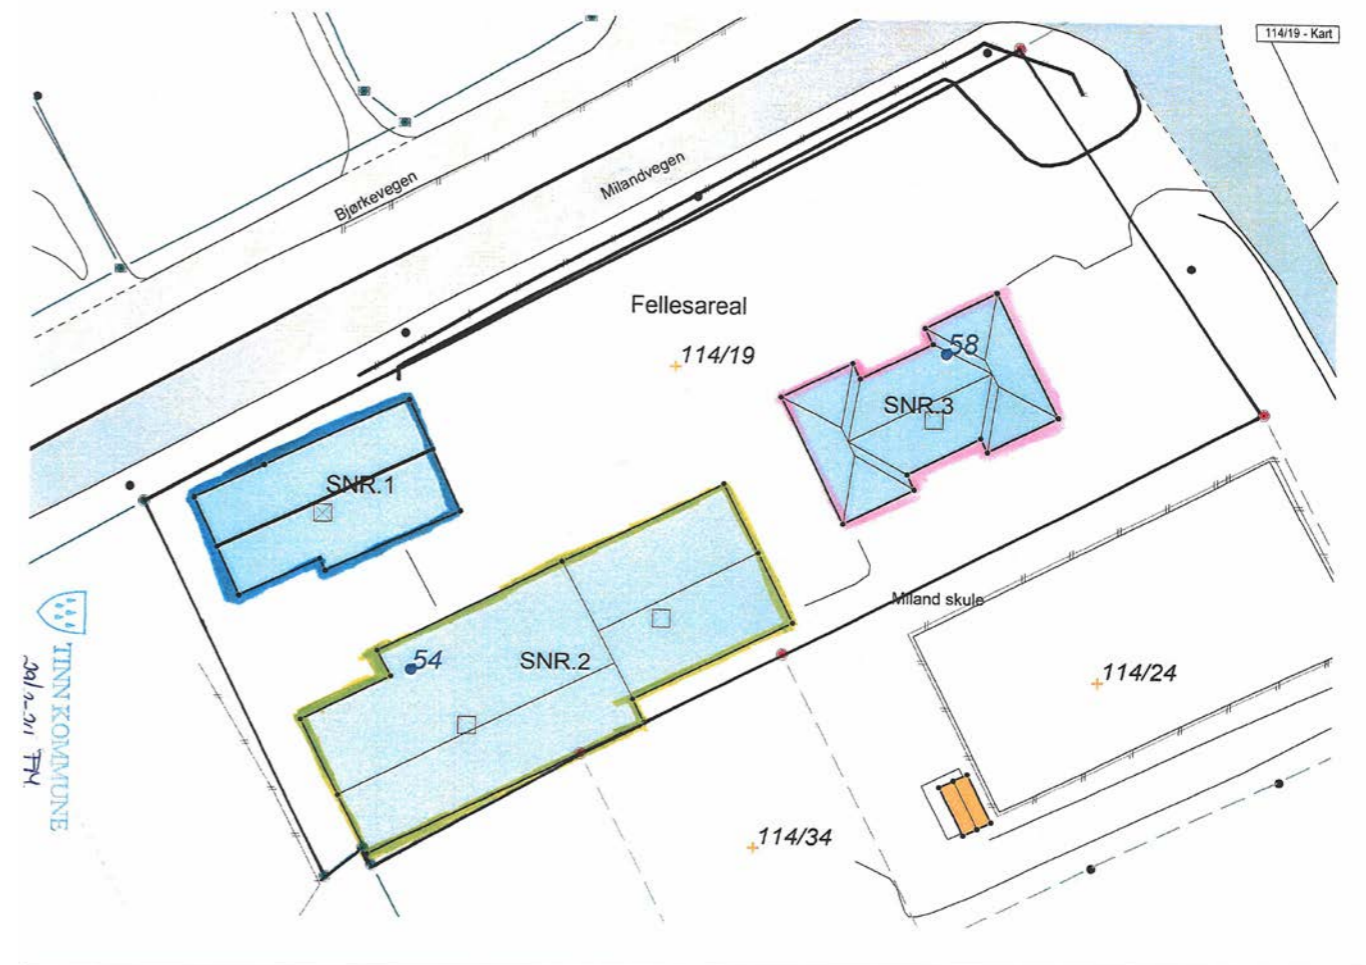 114/19 - Kart
Bjørkevegen
Milandvegen
Fellesareal
114/19
58
SNR.3
SNR.1
Miland skule
54
SNR.2
114/24
114/34
TINN KOMMUNE